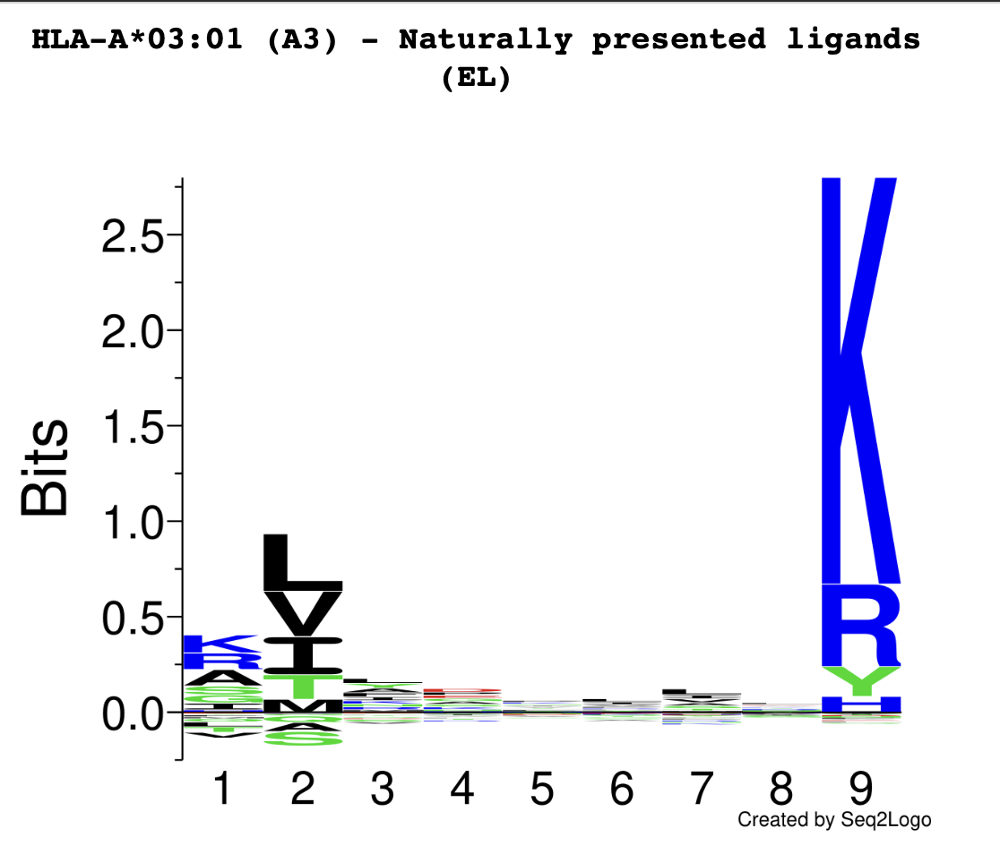 HLA-A*03:01 (A3) - Naturally presented ligands
(EL)
Bits
2.5
2.0
1.5
1.0
0.5
0.0
L
V
I
T
M
K
R
A
S
K
R
Y
H
1 2 3 4 5 6 7 8 9
Created by Seq2Logo